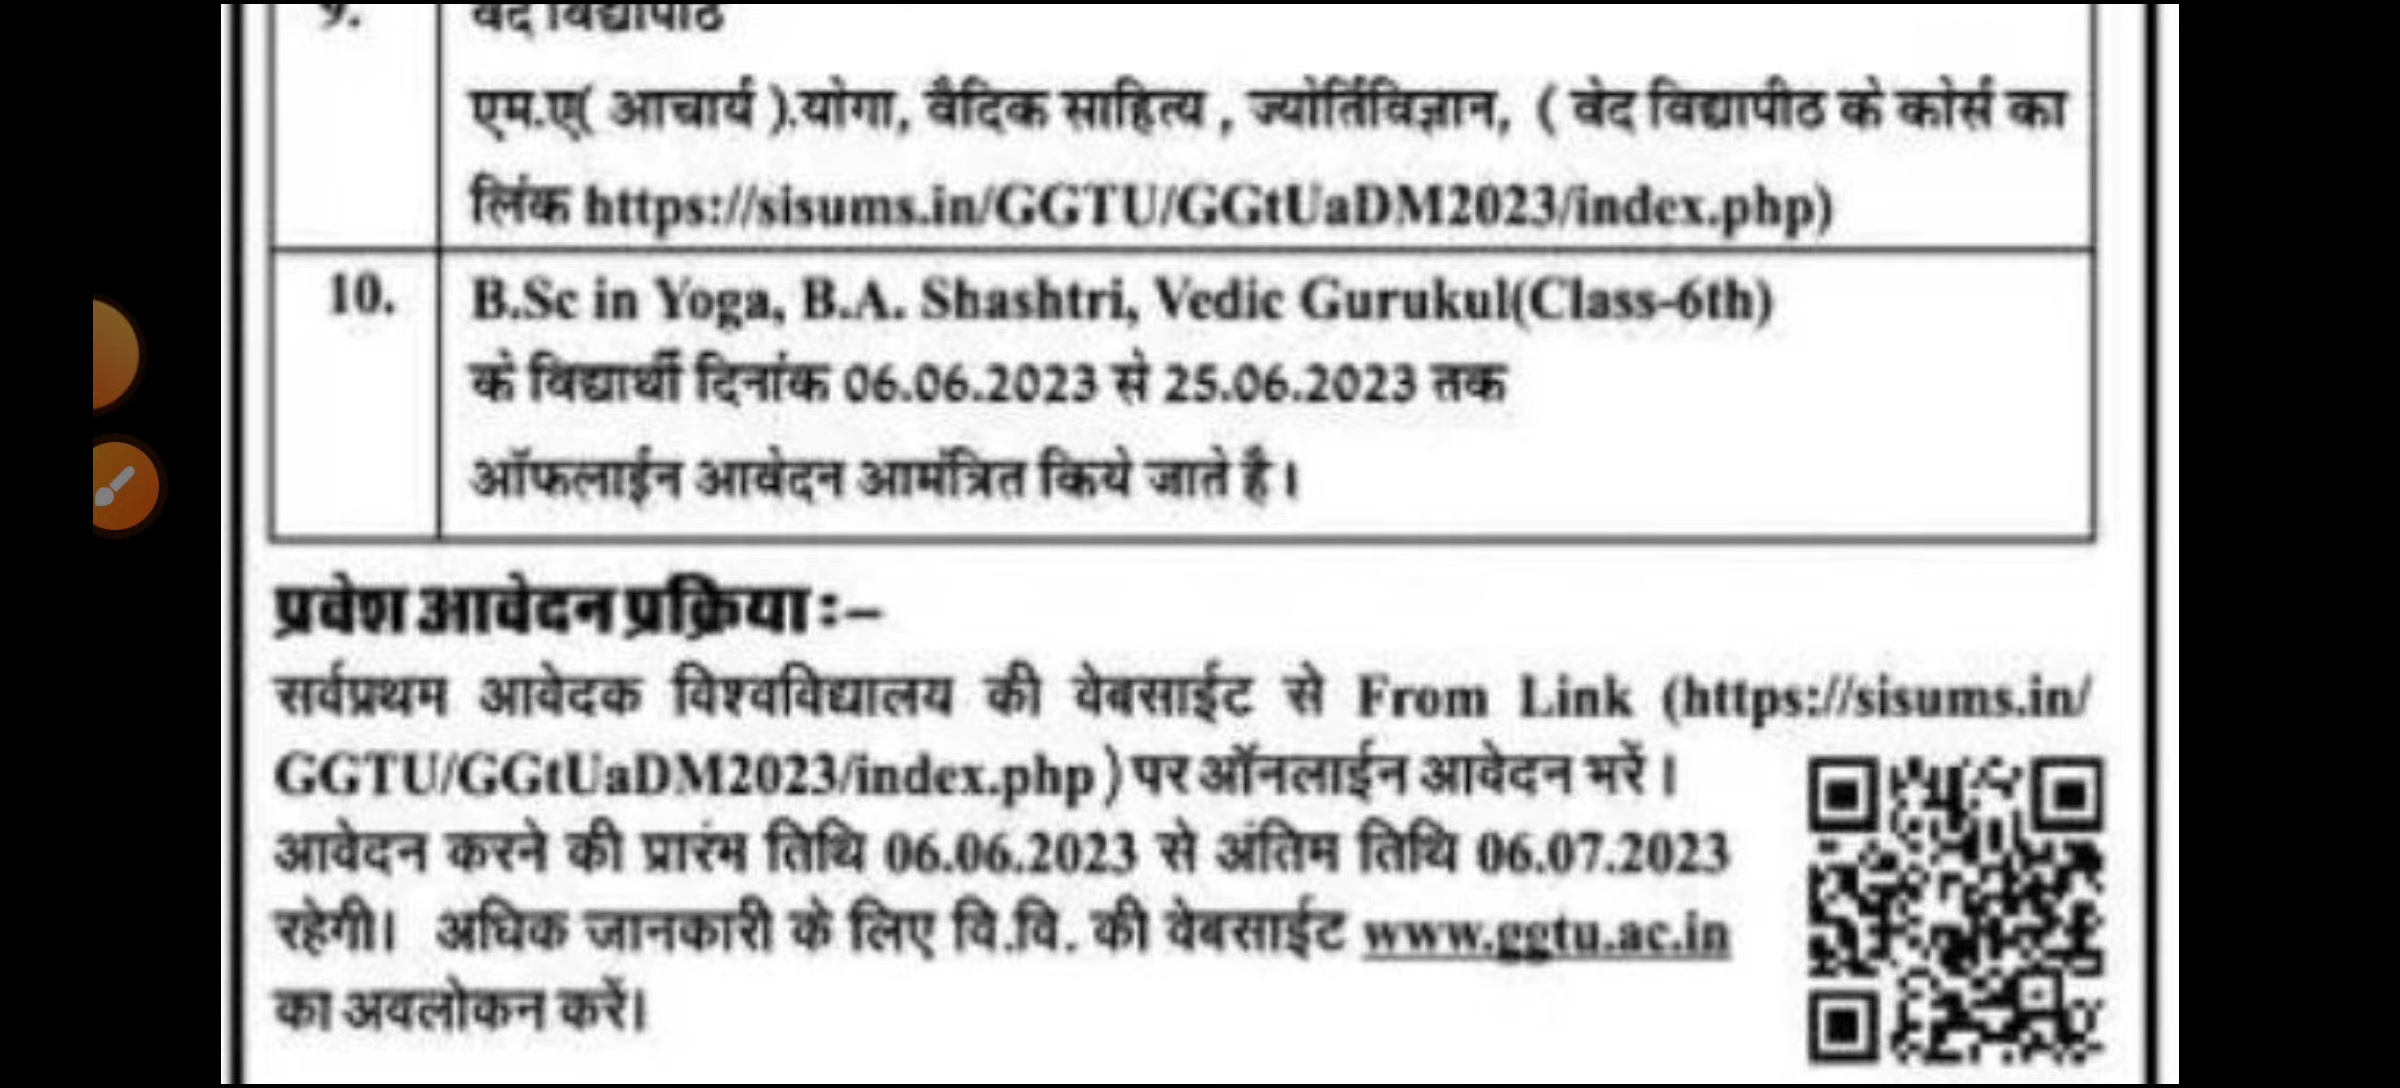 9. वेद विद्यापीठ
एम.ए( आचार्य ).योगा, वैदिक साहित्य , ज्योर्तिविज्ञान, ( वेद विद्यापीठ के कोर्स का
लिंक https://sisums.in/GGTU/GGtUaDM2023/index.php)
10. B.Sc in Yoga, B.A. Shashtri, Vedic Gurukul(Class-6th)
के विद्यार्थी दिनांक 06.06.2023 से 25.06.2023 तक
ऑफलाईन आवेदन आमंत्रित किये जाते है।
प्रवेश आवेदन प्रक्रिया :–
सर्वप्रथम आवेदक विश्वविद्यालय की वेबसाईट से From Link (https://sisums.in/
GGTU/GGtUaDM2023/index.php) पर ऑनलाईन आवेदन भरें।
आवेदन करने की प्रारंभ तिथि 06.06.2023 से अंतिम तिथि 06.07.2023
रहेगी। अधिक जानकारी के लिए वि.वि. की वेबसाईट www.ggtu.ac.in
का अवलोकन करें।